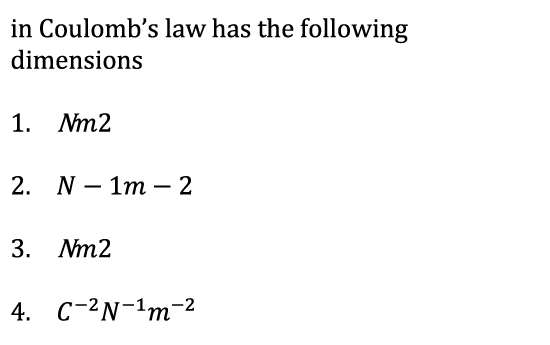 in Coulomb's law has the following
dimensions
1. Nm2
2. N − 1m − 2
3. Nm2
4. C⁻²N⁻¹m⁻²